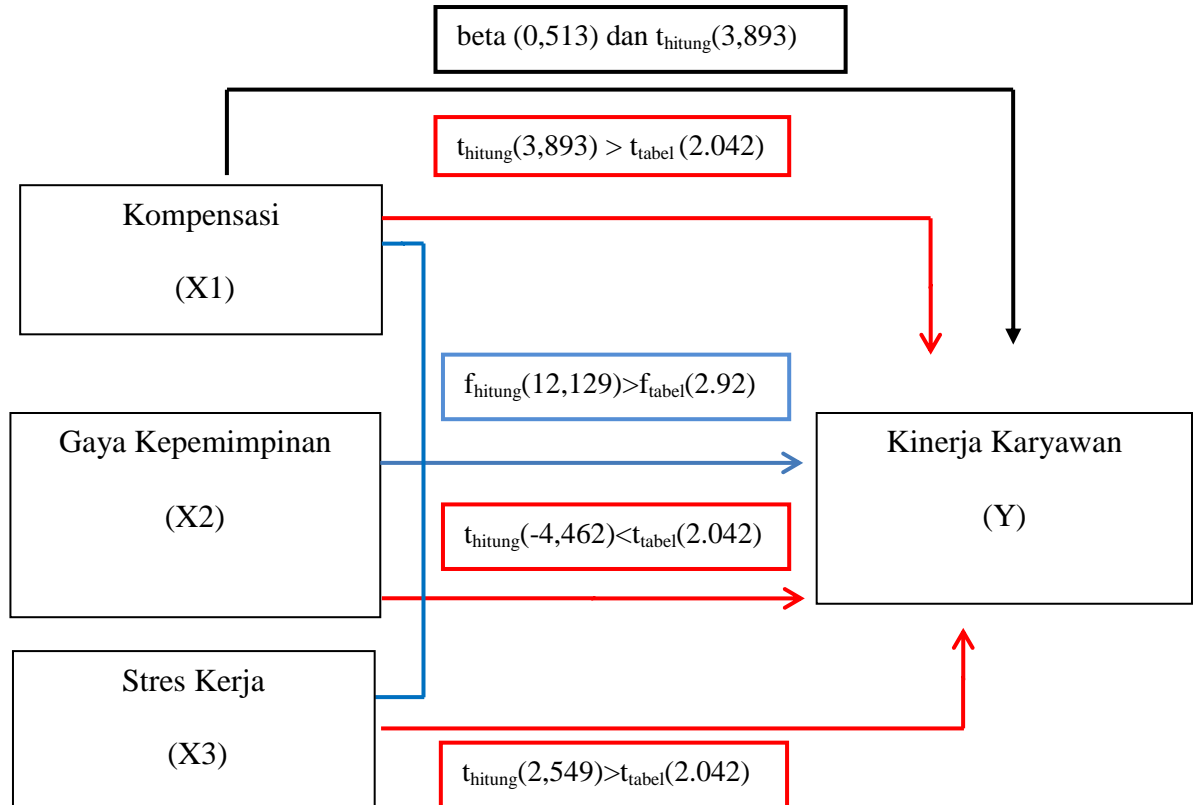 beta (0,513) dan thitung(3,893)
thitung(3,893) > ttabel (2.042)
Kompensasi
(X1)
fhitung(12,129)>ftabel(2.92)
Gaya Kepemimpinan
(X2)
Kinerja Karyawan
(Y)
thitung(-4,462)<ttabel(2.042)
Stres Kerja
(X3)
thitung(2,549)>ttabel(2.042)